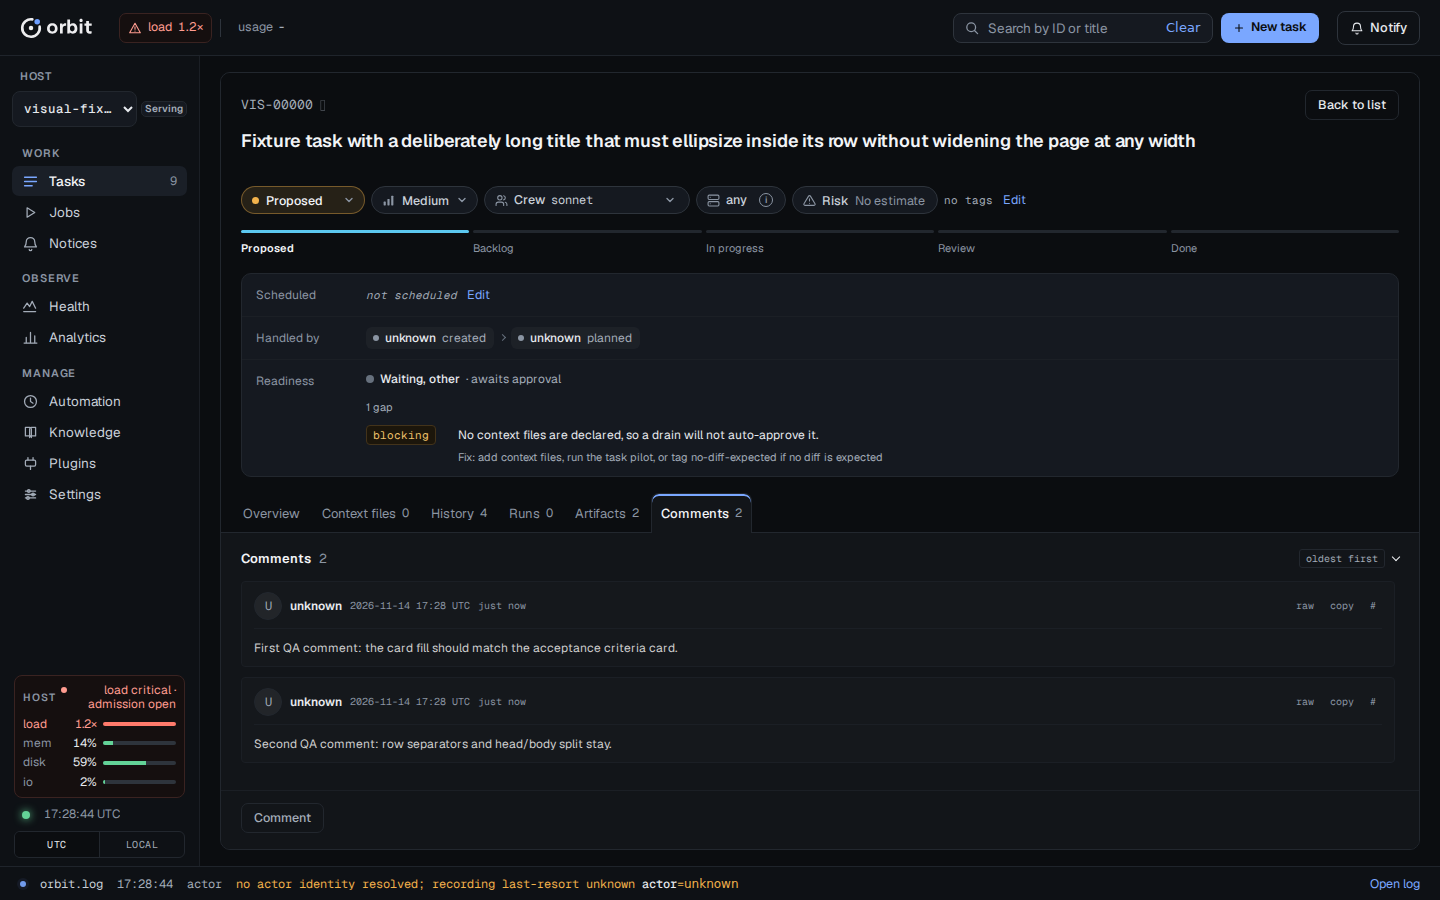 orbit
load 1.2×
usage –
Search by ID or title
Clear
+ New task
Notify
HOST
visual-fix…
Serving
WORK
Tasks 9
Jobs
Notices
OBSERVE
Health
Analytics
MANAGE
Automation
Knowledge
Plugins
Settings
HOST
load critical ·
admission open
load 1.2×
mem 14%
disk 59%
io 2%
17:28:44 UTC
UTC
LOCAL
VIS-00000
Back to list
Fixture task with a deliberately long title that must ellipsize inside its row without widening the page at any width
Proposed
Medium
Crew sonnet
any
Risk No estimate
no tags
Edit
Proposed
Backlog
In progress
Review
Done
Scheduled not scheduled Edit
Handled by unknown created › unknown planned
Readiness Waiting, other · awaits approval
1 gap
blocking No context files are declared, so a drain will not auto-approve it.
Fix: add context files, run the task pilot, or tag no-diff-expected if no diff is expected
Overview
Context files 0
History 4
Runs 0
Artifacts 2
Comments 2
Comments 2
oldest first
U unknown 2026-11-14 17:28 UTC just now raw copy #
First QA comment: the card fill should match the acceptance criteria card.
U unknown 2026-11-14 17:28 UTC just now raw copy #
Second QA comment: row separators and head/body split stay.
Comment
orbit.log 17:28:44 actor no actor identity resolved; recording last-resort unknown actor=unknown
Open log